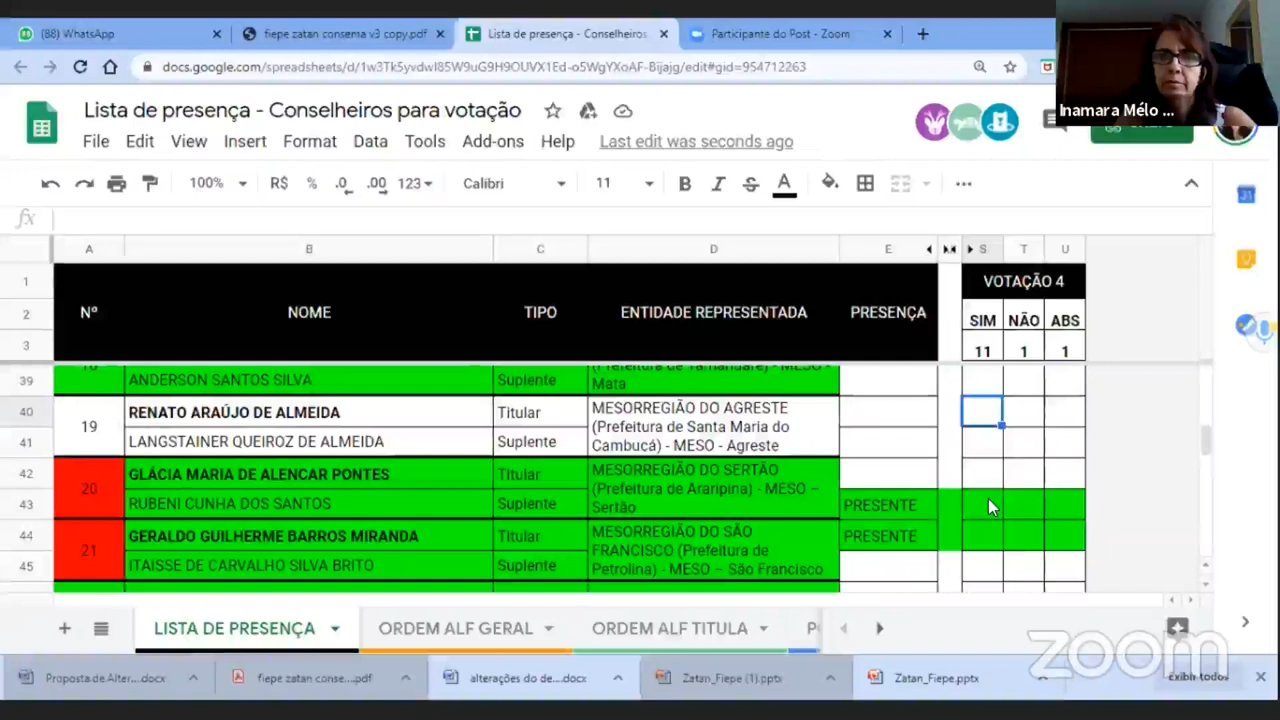 (88) WhatsApp
fiepe zatan consema v3 copy.pdf
Lista de presença - Conselheiros
Participante do Post - Zoom
docs.google.com/spreadsheets/d/1w3Tk5yvdwI85W9uG9H9OUVX1Ed-o5WgYXoAF-Bijajg/edit#gid=954712263
Inamara Mélo ...
Lista de presença - Conselheiros para votação
File Edit View Insert Format Data Tools Add-ons Help Last edit was seconds ago
100% R$ % .0 .00 123 Calibri 11 B I S A
fx
A B C D E S T U
1 2 3
Nº NOME TIPO ENTIDADE REPRESENTADA PRESENÇA
VOTAÇÃO 4
SIM NÃO ABS
11 1 1
39 ANDERSON SANTOS SILVA Suplente
(Prefeitura de Tamandaré) - MESO -
Mata
40 RENATO ARAÚJO DE ALMEIDA Titular
19
41 LANGSTAINER QUEIROZ DE ALMEIDA Suplente
MESORREGIÃO DO AGRESTE
(Prefeitura de Santa Maria do
Cambucá) - MESO - Agreste
42 GLÁCIA MARIA DE ALENCAR PONTES Titular
20
43 RUBENI CUNHA DOS SANTOS Suplente
MESORREGIÃO DO SERTÃO
(Prefeitura de Araripina) - MESO –
Sertão
PRESENTE
44 GERALDO GUILHERME BARROS MIRANDA Titular
21
45 ITAISSE DE CARVALHO SILVA BRITO Suplente
MESORREGIÃO DO SÃO
FRANCISCO (Prefeitura de
Petrolina) - MESO – São Francisco
PRESENTE
LISTA DE PRESENÇA ORDEM ALF GERAL ORDEM ALF TITULA
zoom
Proposta de Alter....docx
fiepe zatan conse....pdf
alterações do de....docx
Zatan_Fiepe (1).pptx
Zatan_Fiepe.pptx
Exibir todos